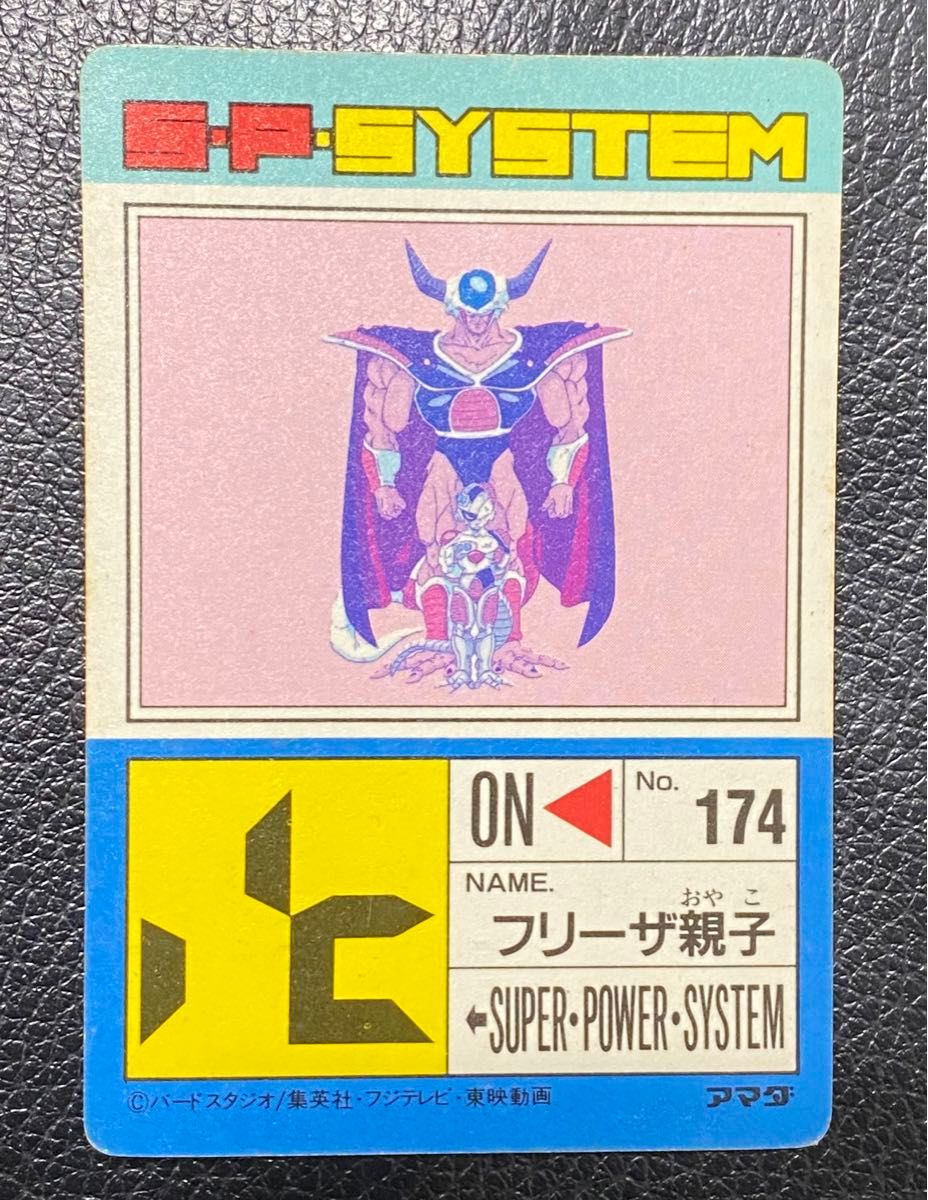 S·P·SYSTEM
ON
No.
174
NAME.
おやこ
フリーザ親子
SUPER・POWER・SYSTEM
©バードスタジオ/集英社・フジテレビ・東映動画
アマダ